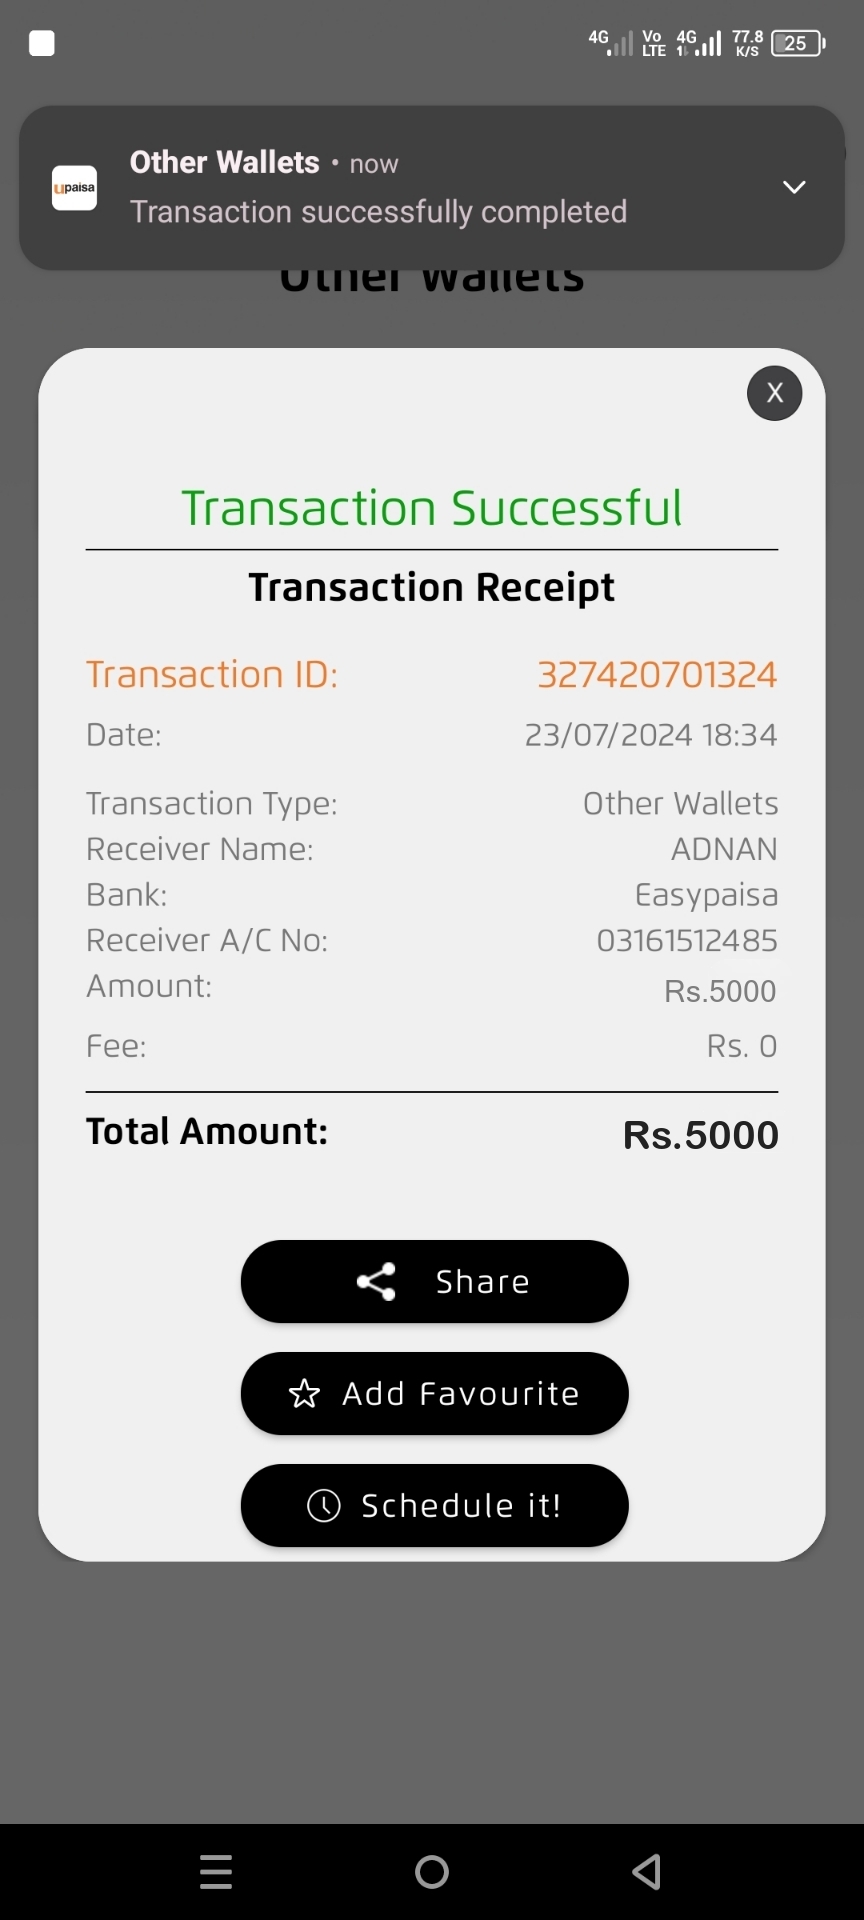 4G Vo LTE 4G 77.8 K/S 25
upaisa
Other Wallets • now
Transaction successfully completed
Other Wallets
X
Transaction Successful
Transaction Receipt
Transaction ID: 327420701324
Date: 23/07/2024 18:34
Transaction Type: Other Wallets
Receiver Name: ADNAN
Bank: Easypaisa
Receiver A/C No: 03161512485
Amount: Rs.5000
Fee: Rs. 0
Total Amount: Rs.5000
Share
Add Favourite
Schedule it!